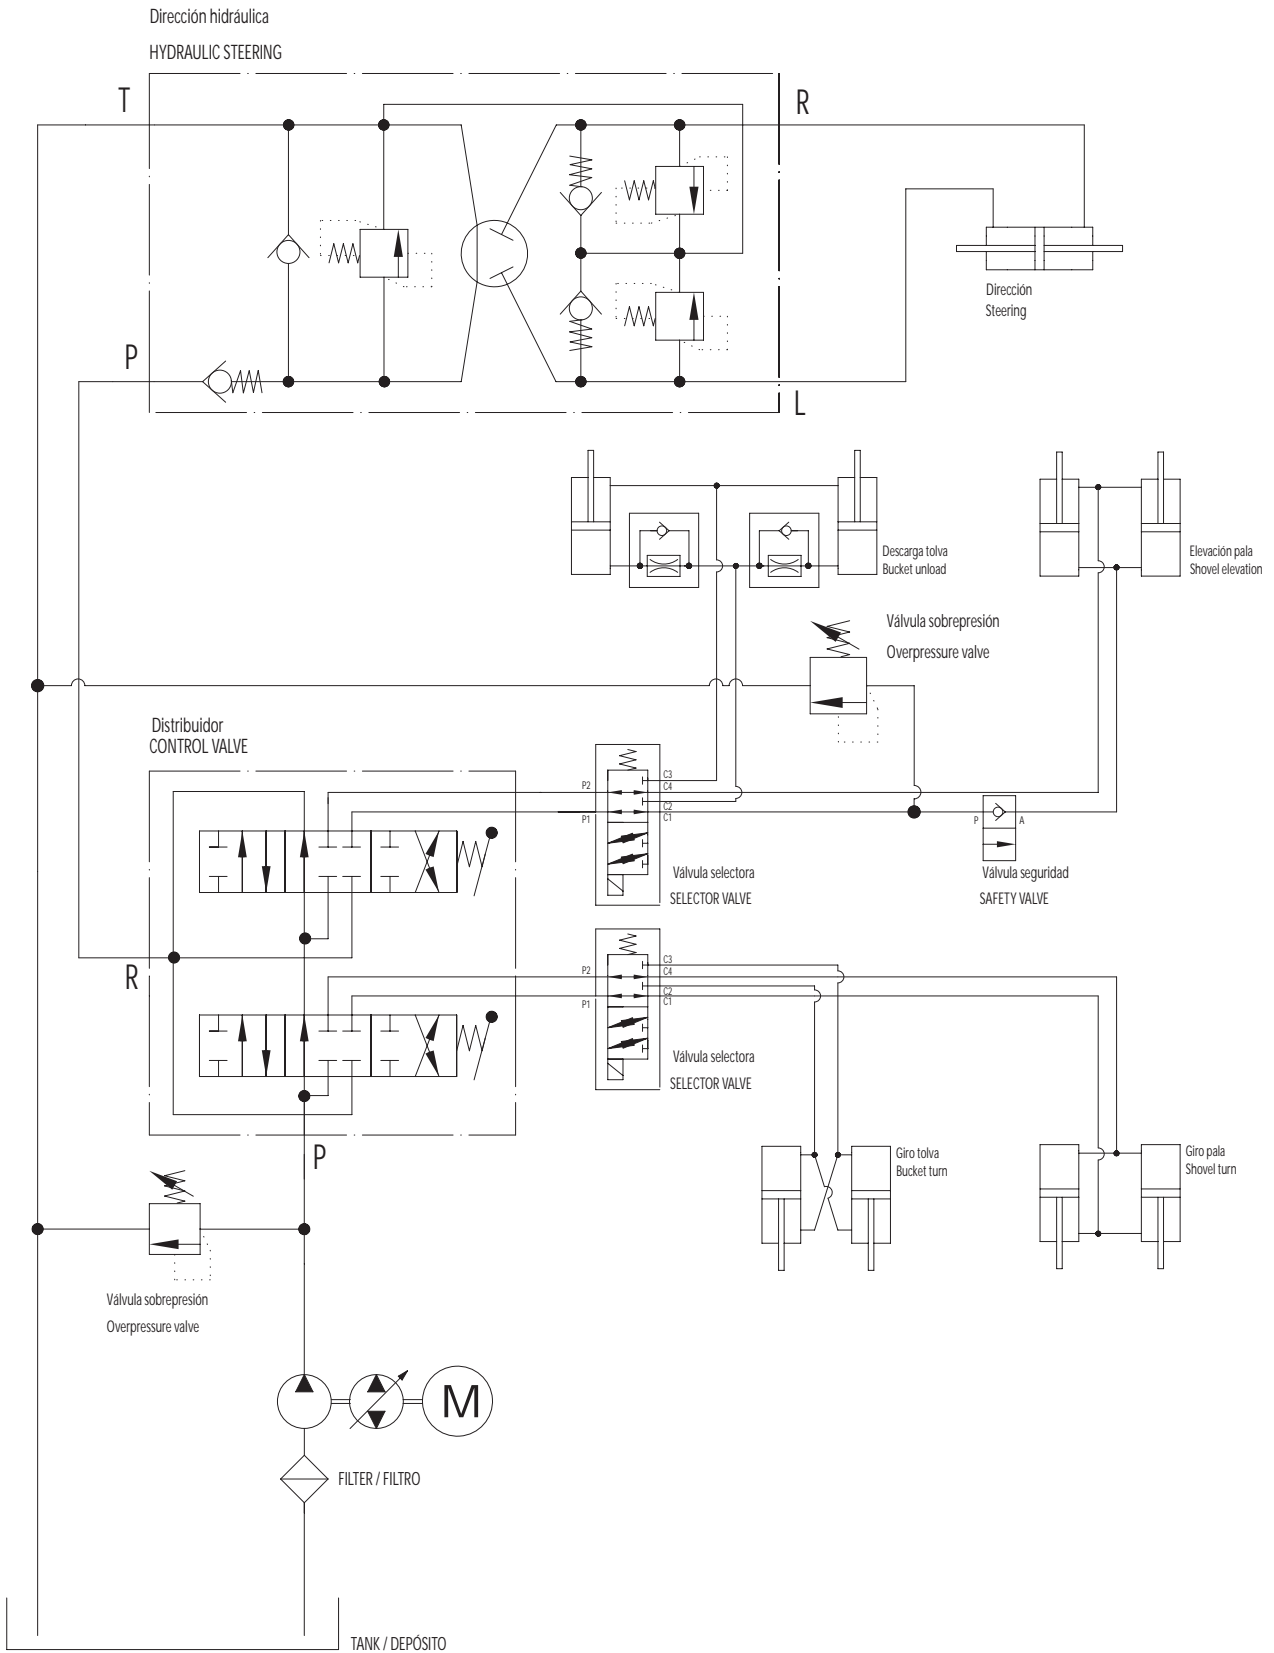 Dirección hidráulica
HYDRAULIC STEERING
T
R
P
L
Dirección
Steering
Descarga tolva
Bucket unload
Elevación pala
Shovel elevation
Válvula sobrepresión
Overpressure valve
Distribuidor
CONTROL VALVE
P2
P1
C3
C4
C2
C1
P
A
Válvula selectora
SELECTOR VALVE
Válvula seguridad
SAFETY VALVE
R
P2
P1
C3
C4
C2
C1
Válvula selectora
SELECTOR VALVE
P
Giro tolva
Bucket turn
Giro pala
Shovel turn
Válvula sobrepresión
Overpressure valve
M
FILTER / FILTRO
TANK / DEPÓSITO